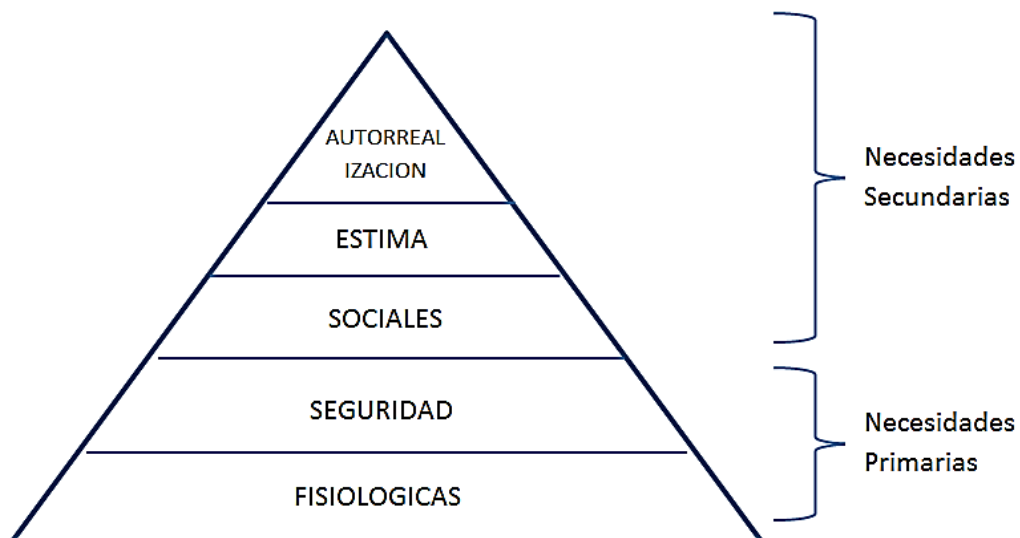 AUTORREAL
IZACION
ESTIMA
SOCIALES
SEGURIDAD
FISIOLOGICAS
Necesidades
Secundarias
Necesidades
Primarias